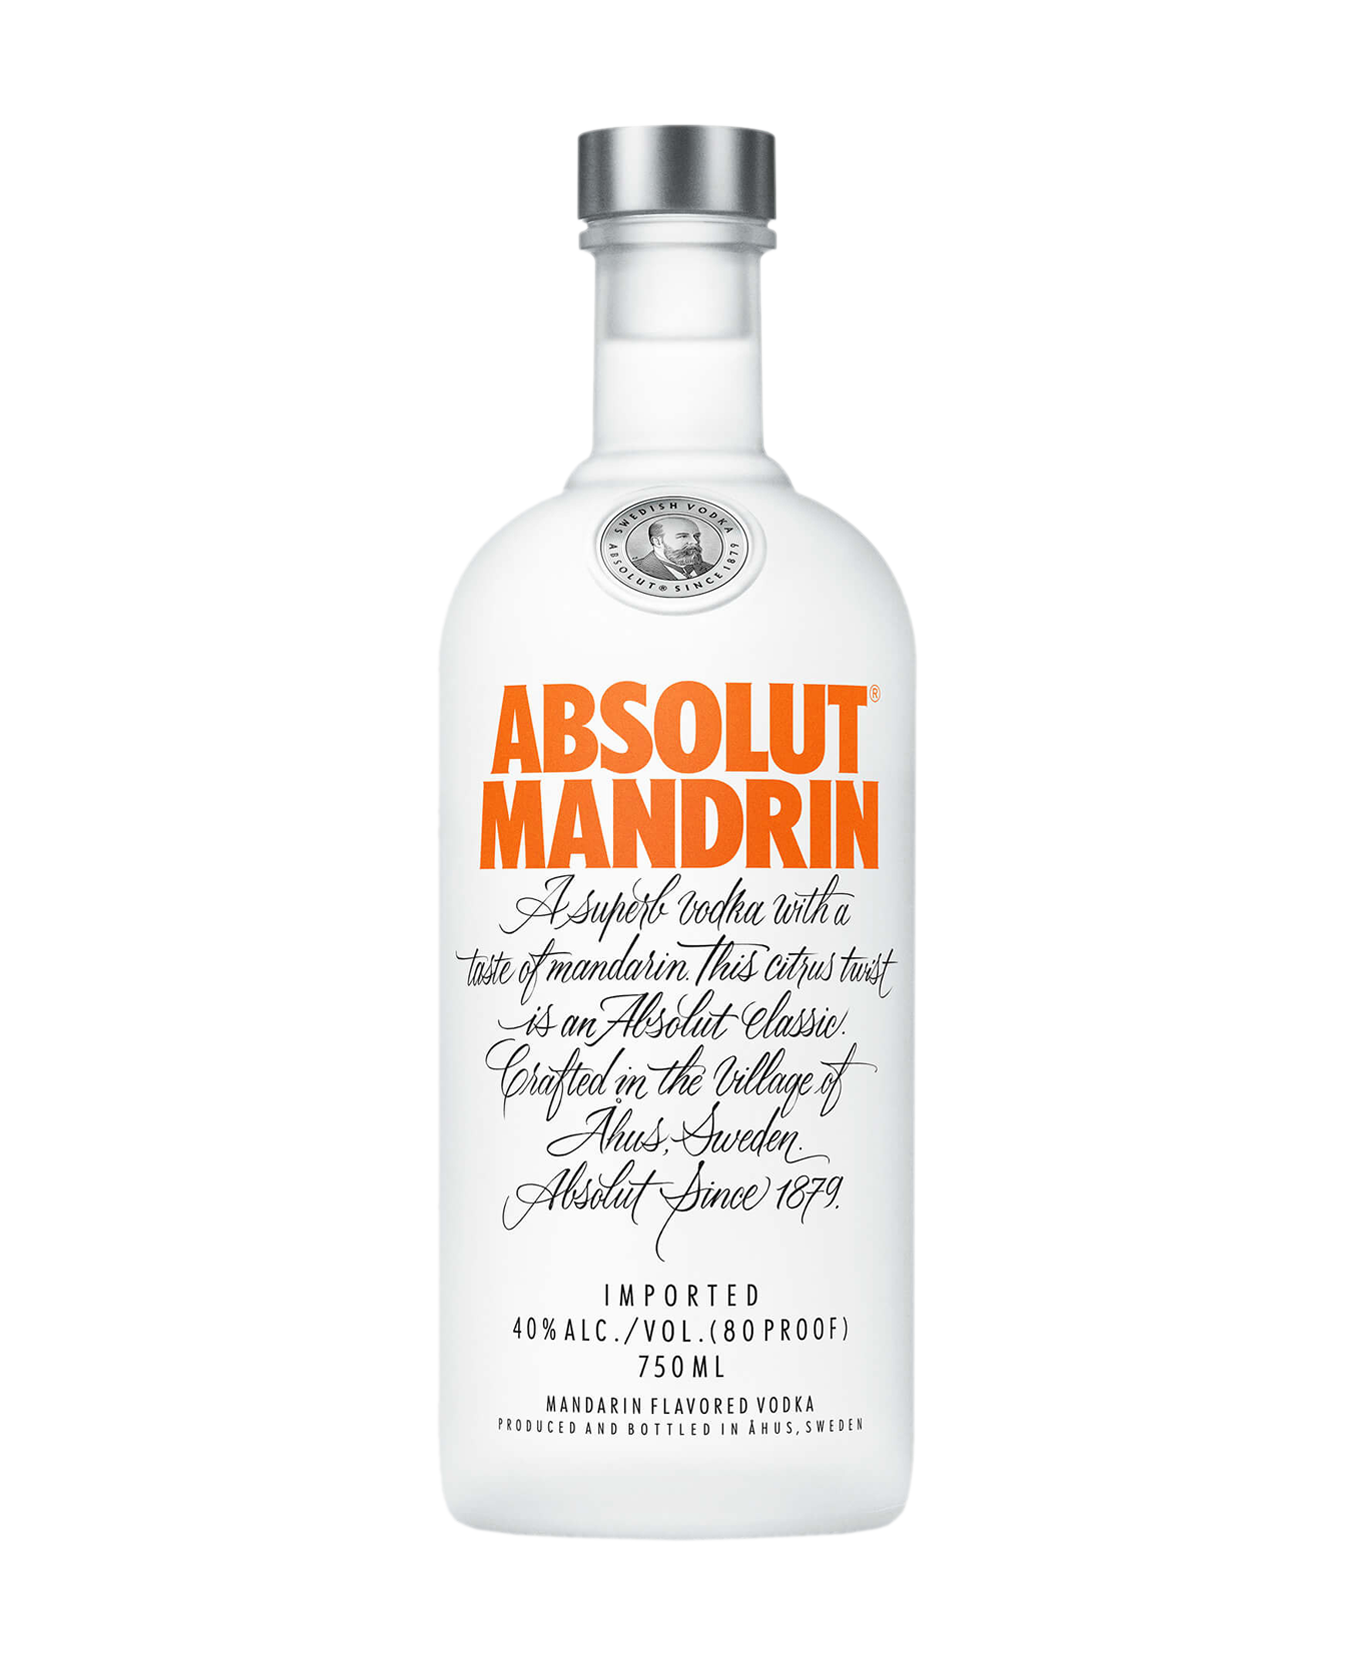 SWEDISH VODKA
ABSOLUT® SINCE 1879
ABSOLUT®
MANDRIN
A superb vodka with a
taste of mandarin. This citrus twist
is an Absolut Classic.
Crafted in the Village of
Åhus, Sweden.
Absolut Since 1879.
IMPORTED
40% ALC./VOL. (80 PROOF)
750ML
MANDARIN FLAVORED VODKA
PRODUCED AND BOTTLED IN ÅHUS, SWEDEN